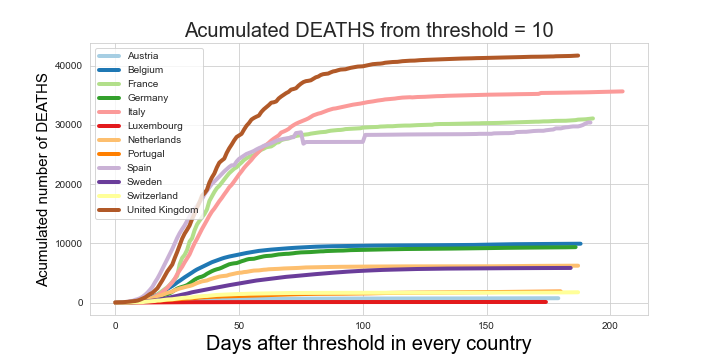 Acumulated DEATHS from threshold = 10
Acumulated number of DEATHS
40000
30000
20000
10000
0
Austria
Belgium
France
Germany
Italy
Luxembourg
Netherlands
Portugal
Spain
Sweden
Switzerland
United Kingdom
0 50 100 150 200
Days after threshold in every country